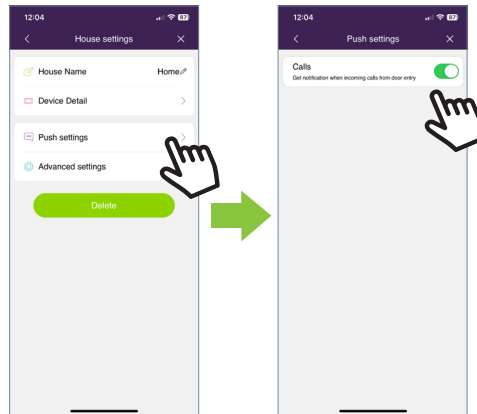 12:04
87
House settings
House Name
Home
Device Detail
Push settings
Advanced settings
Delete
12:04
87
Push settings
Calls
Get notification when incoming calls from door entry